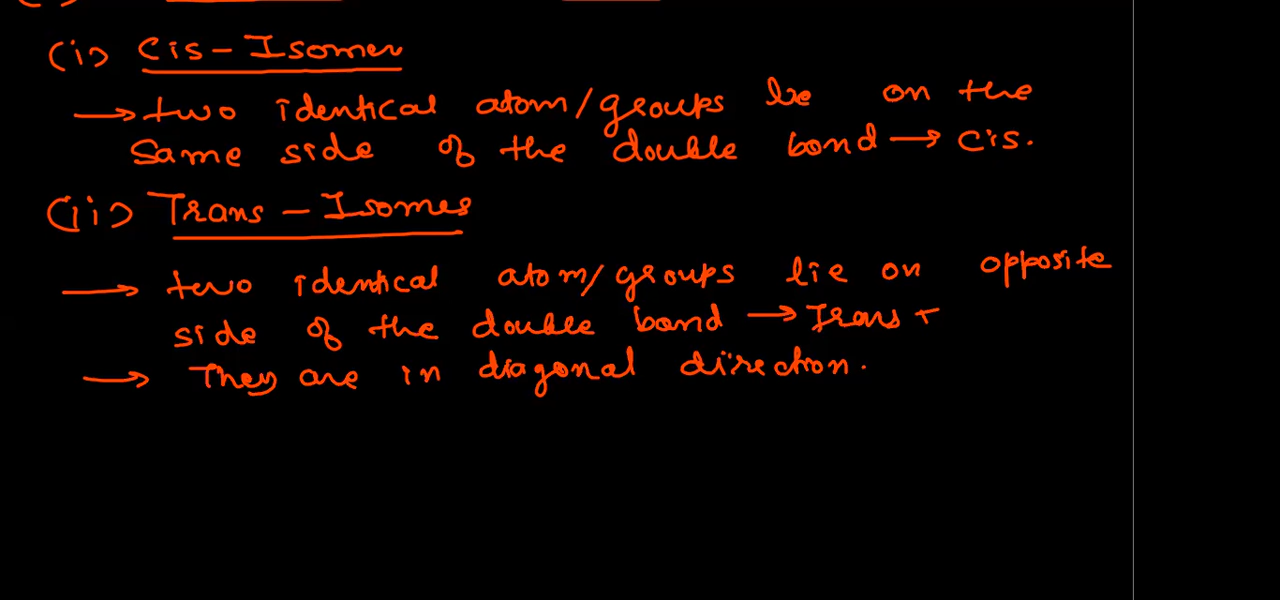 (i) Cis - Isomer
→ two identical atom/groups lie on the
Same side of the double bond → cis.
(ii) Trans - Isomer
→ two identical atom/groups lie on opposite
side of the double bond → Trans
→ They are in diagonal direction.